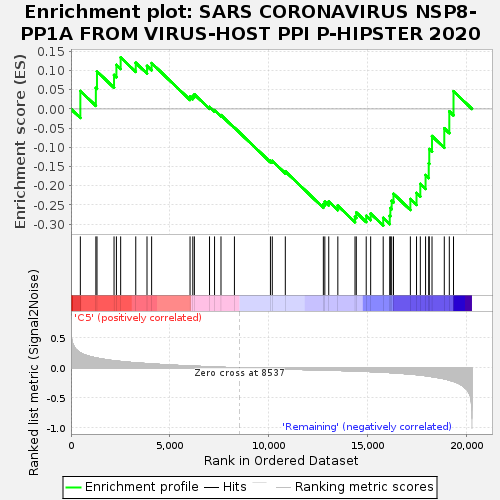 Enrichment plot: SARS CORONAVIRUS NSP8-
PP1A FROM VIRUS-HOST PPI P-HIPSTER 2020
Enrichment score (ES)
0.15
0.10
0.05
0.00
-0.05
-0.10
-0.15
-0.20
-0.25
-0.30
'C5' (positively correlated)
Ranked list metric (Signal2Noise)
0.5
0.0
-0.5
-1.0
Zero cross at 8537
'Remaining' (negatively correlated)
0
5,000
10,000
15,000
20,000
Rank in Ordered Dataset
Enrichment profile
Hits
Ranking metric scores